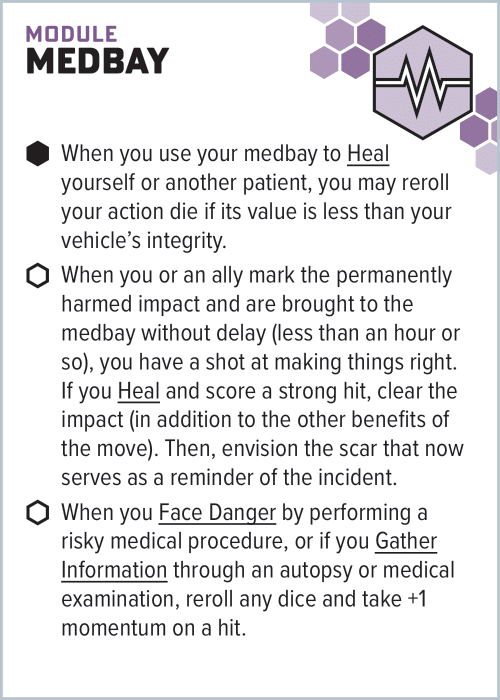 MODULE
MEDBAY
When you use your medbay to Heal
yourself or another patient, you may reroll
your action die if its value is less than your
vehicle’s integrity.
When you or an ally mark the permanently
harmed impact and are brought to the
medbay without delay (less than an hour or
so), you have a shot at making things right.
If you Heal and score a strong hit, clear the
impact (in addition to the other benefits of
the move). Then, envision the scar that now
serves as a reminder of the incident.
When you Face Danger by performing a
risky medical procedure, or if you Gather
Information through an autopsy or medical
examination, reroll any dice and take +1
momentum on a hit.